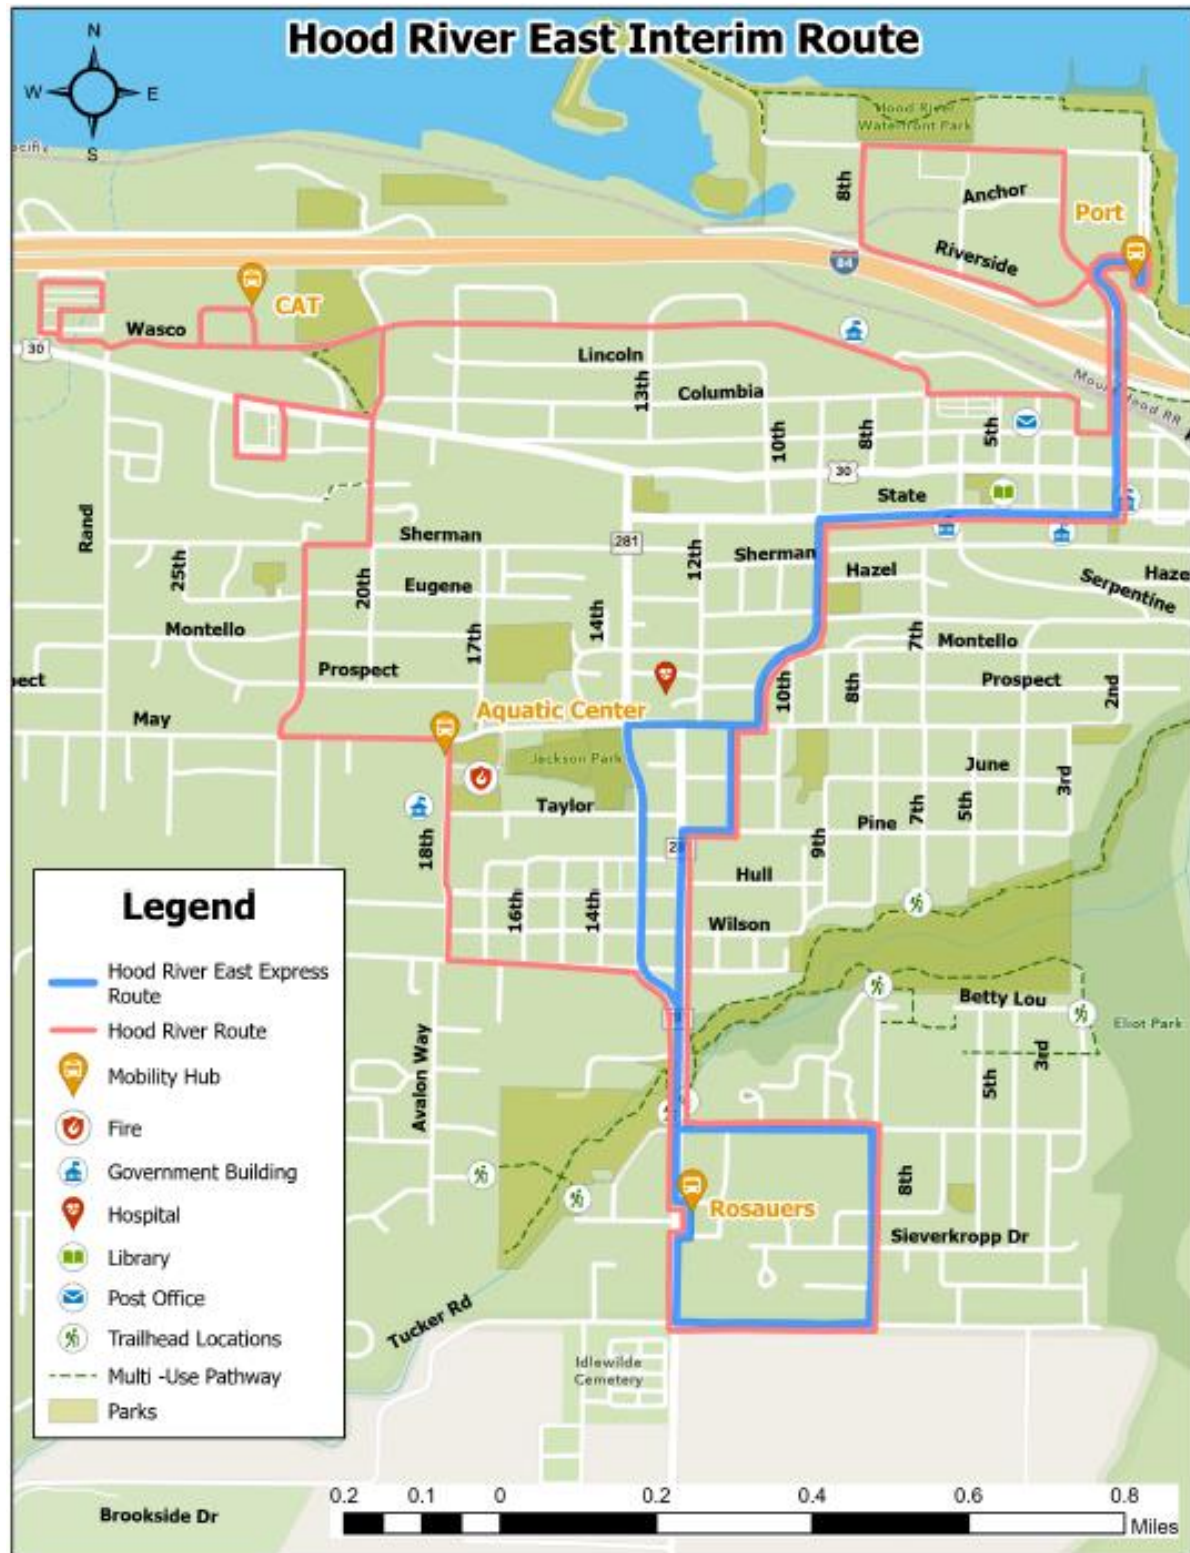 Hood River East Interim Route
N
W
E
S
Hood River
Waterfront Park
8th
Anchor
Port
Riverside
84
CAT
Wasco
30
Lincoln
13th
Columbia
Mount Hood RR
10th
8th
5th
30
State
Rand
Sherman
281
12th
Sherman
Hazel
Serpentine
25th
20th
Eugene
14th
Montello
17th
7th
Montello
Prospect
10th
8th
Prospect
2nd
May
Aquatic Center
Jackson Park
June
3rd
Taylor
7th
5th
Pine
18th
9th
Hull
16th
14th
Wilson
Betty Lou
Eliot Park
Avalon Way
5th
3rd
8th
Rosauers
Sieverkropp Dr
Tucker Rd
Idlewilde
Cemetery
Brookside Dr
Legend
Hood River East Express
Route
Hood River Route
Mobility Hub
Fire
Government Building
Hospital
Library
Post Office
Trailhead Locations
Multi -Use Pathway
Parks
0.2 0.1 0 0.2 0.4 0.6 0.8
Miles